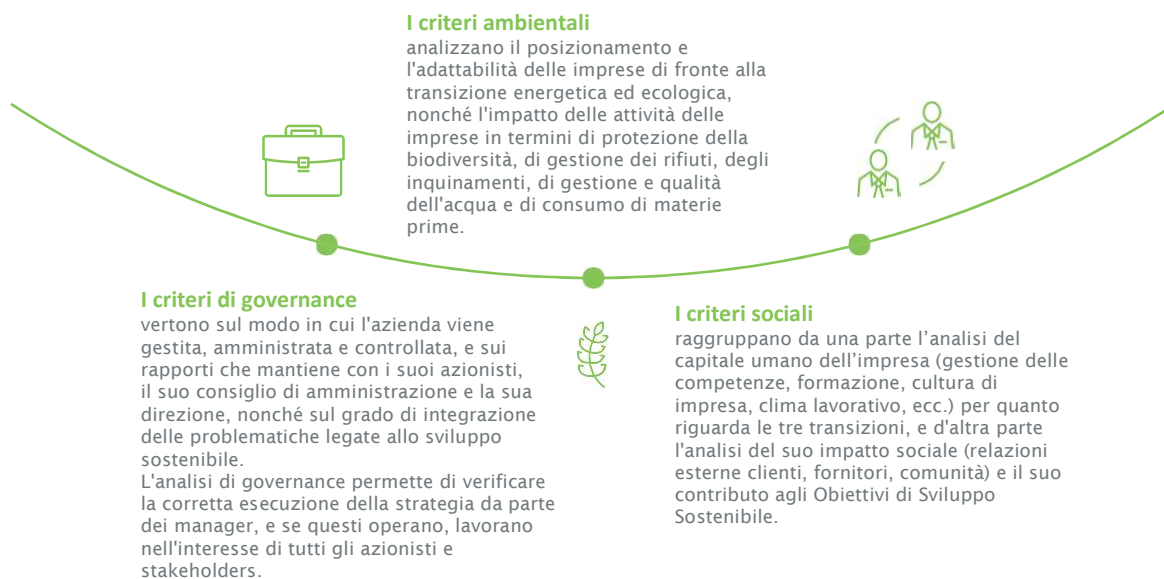 I criteri ambientali
analizzano il posizionamento e
l'adattabilità delle imprese di fronte alla
transizione energetica ed ecologica,
nonché l'impatto delle attività delle
imprese in termini di protezione della
biodiversità, di gestione dei rifiuti, degli
inquinamenti, di gestione e qualità
dell'acqua e di consumo di materie
prime.
I criteri di governance
vertono sul modo in cui l'azienda viene
gestita, amministrata e controllata, e sui
rapporti che mantiene con i suoi azionisti,
il suo consiglio di amministrazione e la sua
direzione, nonché sul grado di integrazione
delle problematiche legate allo sviluppo
sostenibile.
L'analisi di governance permette di verificare
la corretta esecuzione della strategia da parte
dei manager, e se questi operano, lavorano
nell'interesse di tutti gli azionisti e
stakeholders.
I criteri sociali
raggruppano da una parte l’analisi del
capitale umano dell’impresa (gestione delle
competenze, formazione, cultura di
impresa, clima lavorativo, ecc.) per quanto
riguarda le tre transizioni, e d'altra parte
l'analisi del suo impatto sociale (relazioni
esterne clienti, fornitori, comunità) e il suo
contributo agli Obiettivi di Sviluppo
Sostenibile.